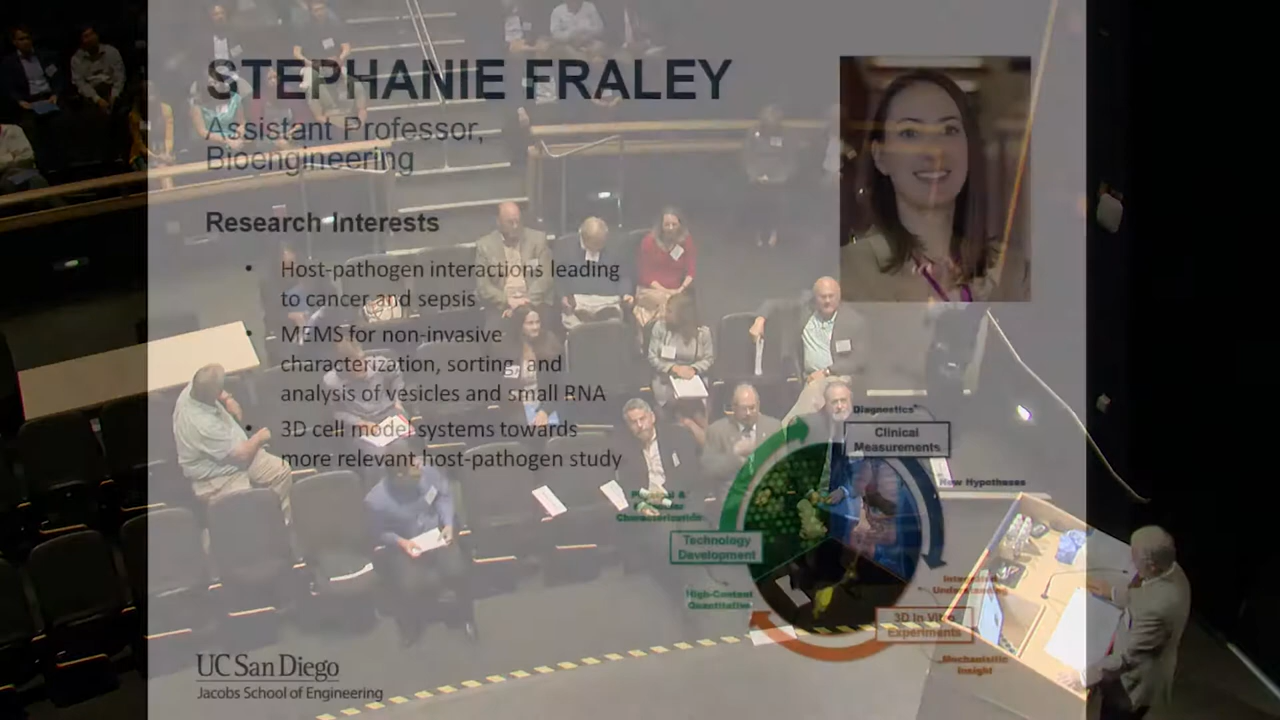 STEPHANIE FRALEY
Assistant Professor,
Bioengineering
Research Interests
• Host-pathogen interactions leading
to cancer and sepsis
• MEMS for non-invasive
characterization, sorting, and
analysis of vesicles and small RNA
• 3D cell model systems towards
more relevant host-pathogen study
Diagnostics
Clinical
Measurements
New Hypotheses
Technology
Development
High-Content
Quantitative
3D In Vitro
Experiments
Mechanistic
Insight
UC San Diego
Jacobs School of Engineering